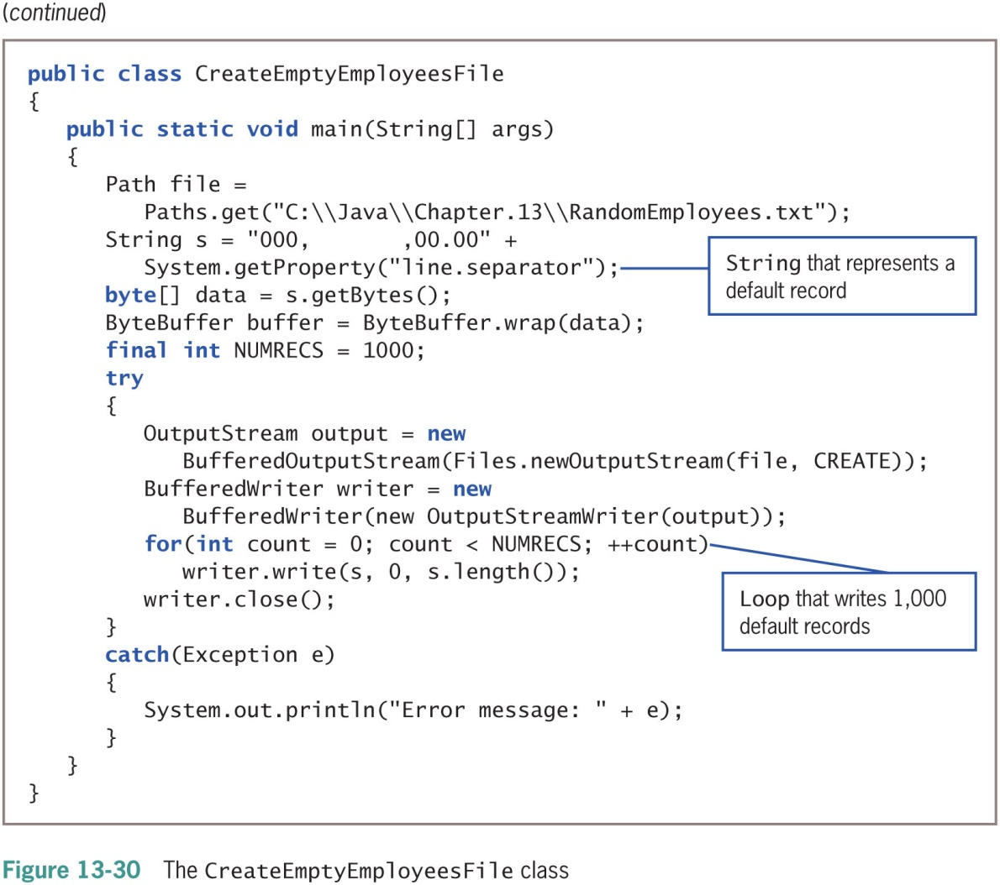 (continued)
public class CreateEmptyEmployeesFile
{
   public static void main(String[] args)
   {
      Path file =
         Paths.get("C:\\Java\\Chapter.13\\RandomEmployees.txt");
      String s = "000,       ,00.00" +
         System.getProperty("line.separator");
String that represents a
default record
      byte[] data = s.getBytes();
      ByteBuffer buffer = ByteBuffer.wrap(data);
      final int NUMRECS = 1000;
      try
      {
         OutputStream output = new
            BufferedOutputStream(Files.newOutputStream(file, CREATE));
         BufferedWriter writer = new
            BufferedWriter(new OutputStreamWriter(output));
         for(int count = 0; count < NUMRECS; ++count)
            writer.write(s, 0, s.length());
         writer.close();
Loop that writes 1,000
default records
      }
      catch(Exception e)
      {
         System.out.println("Error message: " + e);
      }
   }
}
Figure 13-30 The CreateEmptyEmployeesFile class